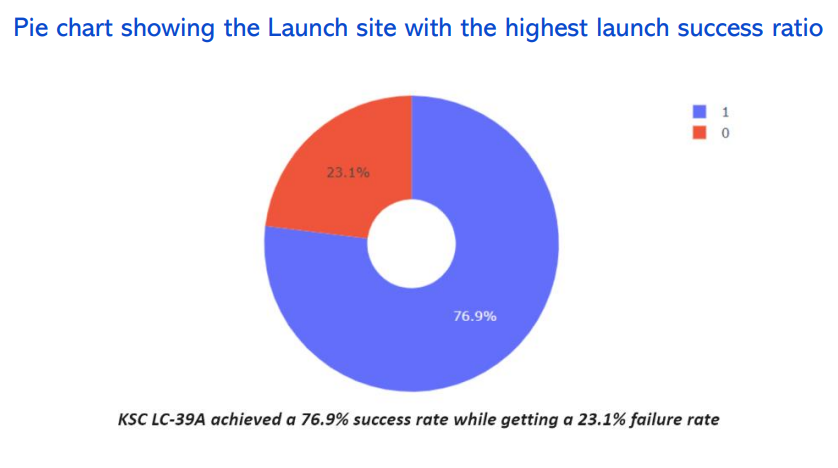 Pie chart showing the Launch site with the highest launch success ratio
1
0
23.1%
76.9%
KSC LC-39A achieved a 76.9% success rate while getting a 23.1% failure rate